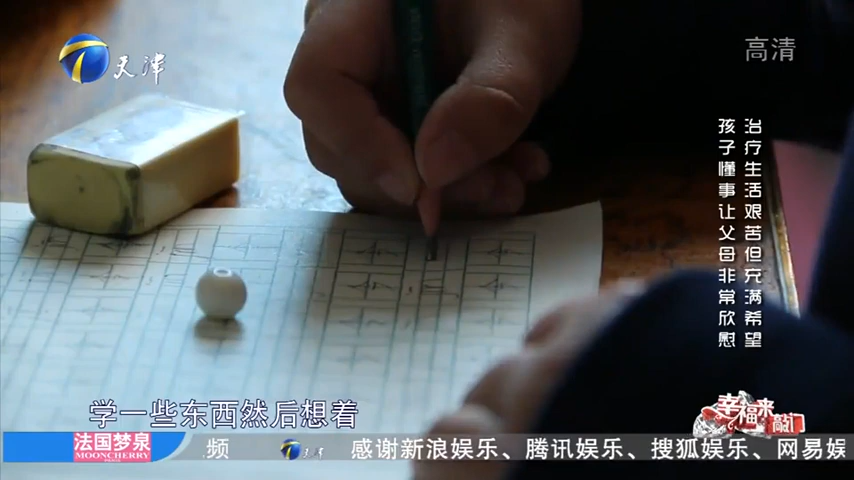 天津
高清
治疗生活艰苦但充满希望
孩子懂事让父母非常欣慰
学一些东西然后想着
幸福来敲门
法国梦泉
MOONCHERRY
频
天津
感谢新浪娱乐、腾讯娱乐、搜狐娱乐、网易娱